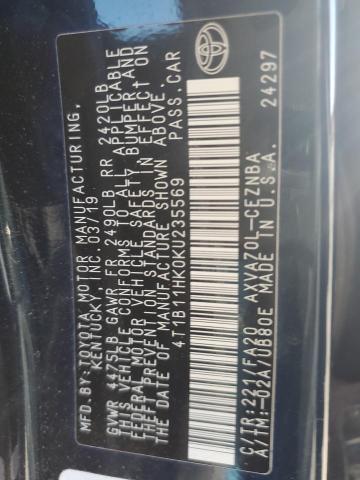 MFD.BY:TOYOTA MOTOR MANUFACTURING,
KENTUCKY, INC. 03/19
GVWR 4475LB GAWR FR 2490LB RR 2420LB
THIS VEHICLE CONFORMS TO ALL APPLICABLE
FEDERAL MOTOR VEHICLE SAFETY BUMPER, AND
THEFT PREVENTION STANDARDS IN EFFECT ON
THE DATE OF MANUFACTURE SHOWN ABOVE.
4T1B11HK0KU235569 PASS.CAR
C/TR:221/FA20 AXVA70L-CEZNBA
A/TM:-02A/UB80E MADE IN U.S.A. 24297